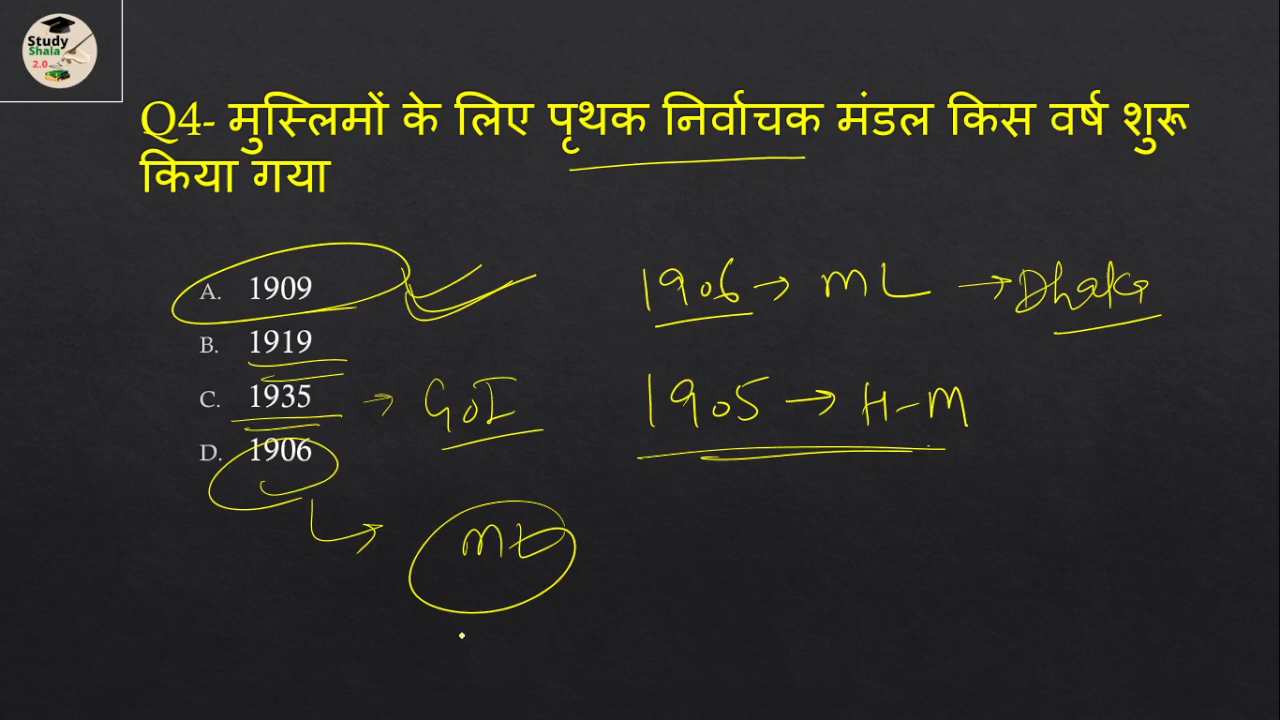 Study
Shala
2.0
Q4- मुस्लिमों के लिए पृथक निर्वाचक मंडल किस वर्ष शुरू
किया गया
A. 1909
1906 → ML → Dhaka
B. 1919
C. 1935 → GOI
1905 → H-M
D. 1906
ML